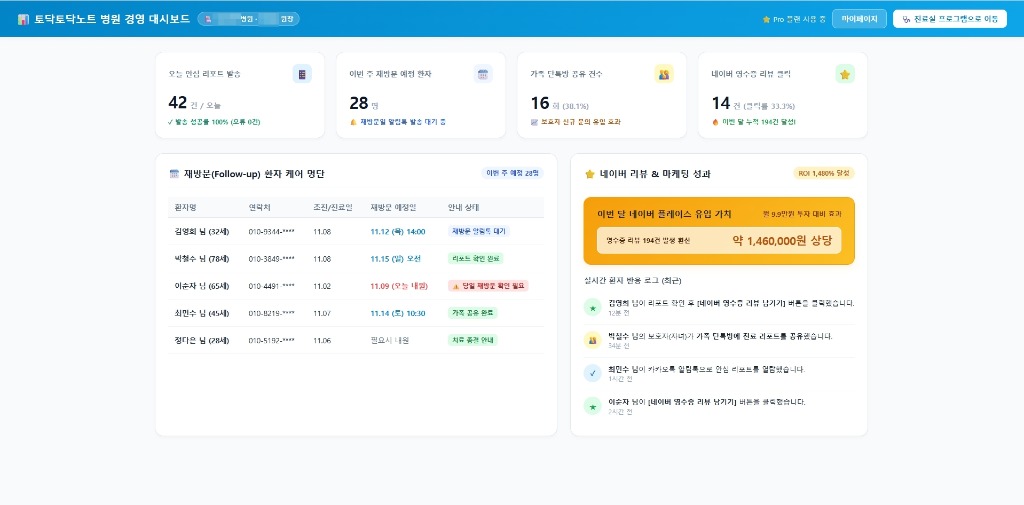 토닥토닥노트 병원 경영 대시보드
병원 · 원장
Pro 플랜 사용 중
마이페이지
진료실 프로그램으로 이동
오늘 안심 리포트 발송
42 건 / 오늘
✓ 발송 성공률 100% (오류 0건)
이번 주 재방문 예정 환자
28 명
재방문일 알림톡 발송 대기 중
가족 단톡방 공유 건수
16 회 (38.1%)
보호자 신규 문의 유입 효과
네이버 영수증 리뷰 클릭
14 건 (클릭률 33.3%)
이번 달 누적 194건 달성!
재방문(Follow-up) 환자 케어 명단
이번 주 예정 28명
환자명 연락처 초진/진료일 재방문 예정일 안내 상태
김영희 님 (32세) 010-9344-**** 11.08 11.12 (목) 14:00 재방문 알림톡 대기
박철수 님 (78세) 010-3849-**** 11.08 11.15 (일) 오전 리포트 확인 완료
이순자 님 (65세) 010-4491-**** 11.02 11.09 (오늘 내원) 당일 재방문 확인 필요
최민수 님 (45세) 010-8219-**** 11.07 11.14 (토) 10:30 가족 공유 완료
정다은 님 (28세) 010-5192-**** 11.06 필요시 내원 치료 종결 안내
네이버 리뷰 & 마케팅 성과
ROI 1,480% 달성
이번 달 네이버 플레이스 유입 가치
월 9.9만원 투자 대비 효과
영수증 리뷰 194건 발생 환산
약 1,460,000원 상당
실시간 환자 반응 로그 (최근)
김영희 님이 리포트 확인 후 [네이버 영수증 리뷰 남기기] 버튼을 클릭했습니다.
12분 전
박철수 님의 보호자(자녀)가 가족 단톡방에 진료 리포트를 공유했습니다.
34분 전
최민수 님이 카카오톡 알림톡으로 안심 리포트를 열람했습니다.
1시간 전
이순자 님이 [네이버 영수증 리뷰 남기기] 버튼을 클릭했습니다.
2시간 전